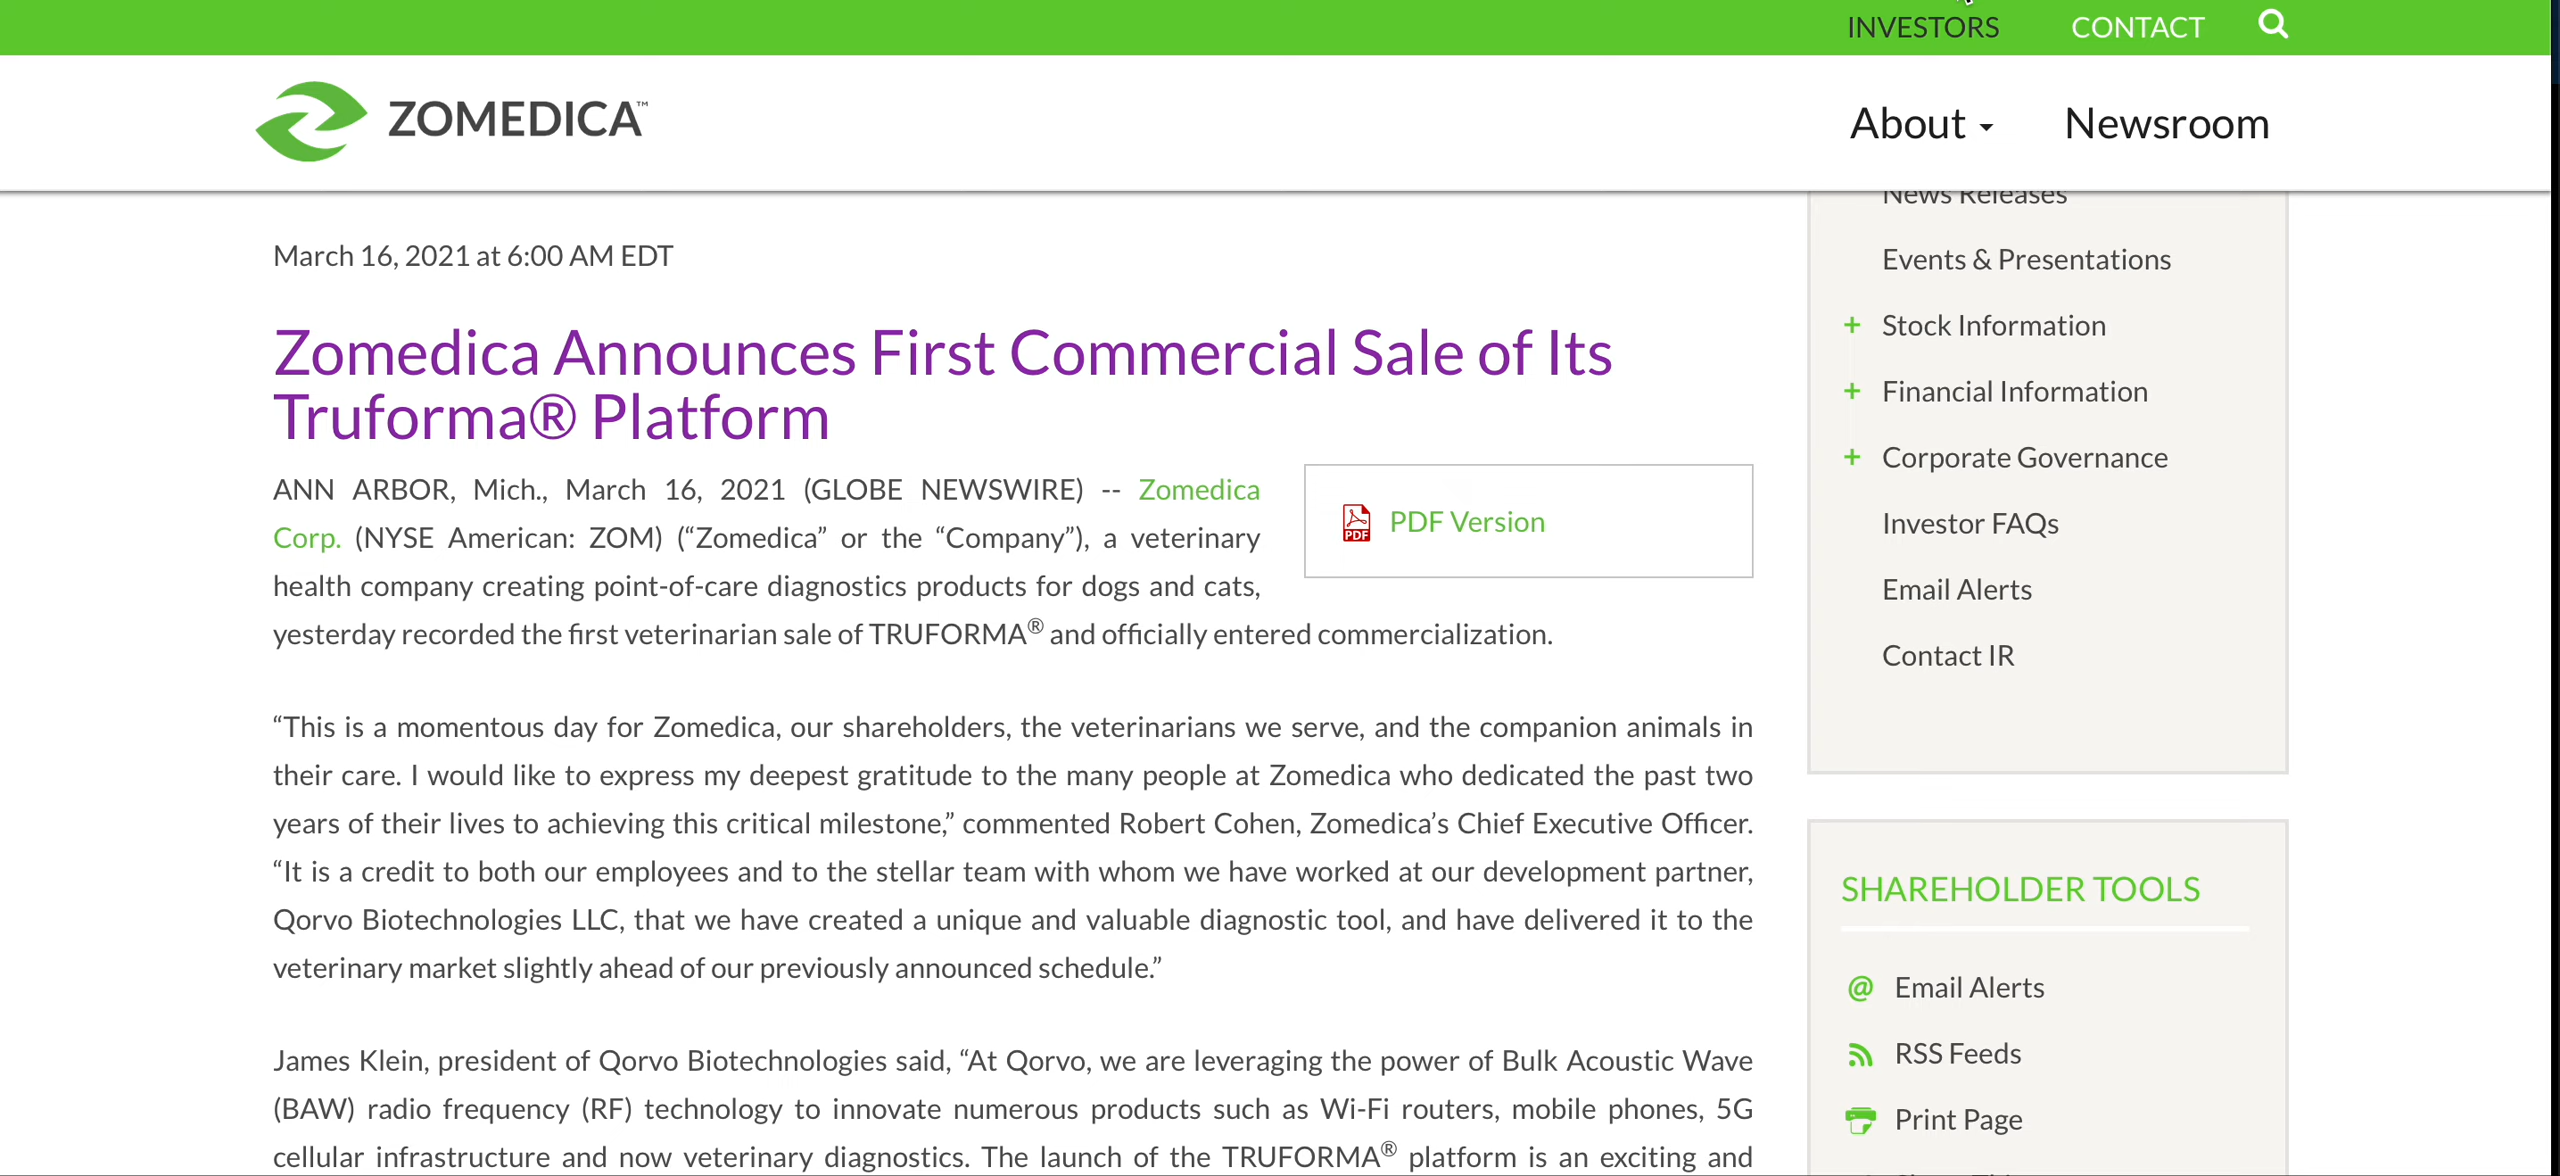 INVESTORS
CONTACT
ZOMEDICA™
About
Newsroom
March 16, 2021 at 6:00 AM EDT
Zomedica Announces First Commercial Sale of Its
Truforma® Platform
ANN ARBOR, Mich., March 16, 2021 (GLOBE NEWSWIRE) -- Zomedica
Corp. (NYSE American: ZOM) (“Zomedica” or the “Company”), a veterinary
health company creating point-of-care diagnostics products for dogs and cats,
yesterday recorded the first veterinarian sale of TRUFORMA® and officially entered commercialization.
PDF Version
“This is a momentous day for Zomedica, our shareholders, the veterinarians we serve, and the companion animals in
their care. I would like to express my deepest gratitude to the many people at Zomedica who dedicated the past two
years of their lives to achieving this critical milestone,” commented Robert Cohen, Zomedica’s Chief Executive Officer.
“It is a credit to both our employees and to the stellar team with whom we have worked at our development partner,
Qorvo Biotechnologies LLC, that we have created a unique and valuable diagnostic tool, and have delivered it to the
veterinary market slightly ahead of our previously announced schedule.”
James Klein, president of Qorvo Biotechnologies said, “At Qorvo, we are leveraging the power of Bulk Acoustic Wave
(BAW) radio frequency (RF) technology to innovate numerous products such as Wi-Fi routers, mobile phones, 5G
cellular infrastructure and now veterinary diagnostics. The launch of the TRUFORMA® platform is an exciting and
News Releases
Events & Presentations
+ Stock Information
+ Financial Information
+ Corporate Governance
Investor FAQs
Email Alerts
Contact IR
SHAREHOLDER TOOLS
@ Email Alerts
RSS Feeds
Print Page